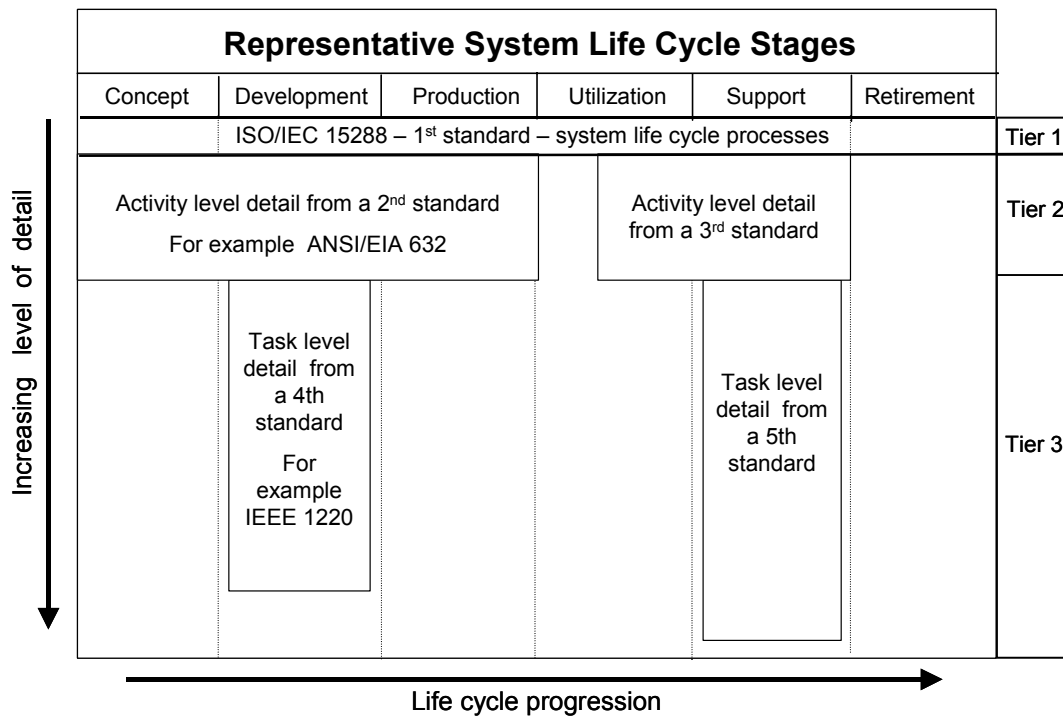 Representative System Life Cycle Stages
Concept
Development
Production
Utilization
Support
Retirement
ISO/IEC 15288 – 1st standard – system life cycle processes
Tier 1
Activity level detail from a 2nd standard
For example ANSI/EIA 632
Activity level detail
from a 3rd standard
Tier 2
Task level
detail from
a 4th
standard
For
example
IEEE 1220
Task level
detail from
a 5th
standard
Tier 3
Increasing level of detail
Life cycle progression